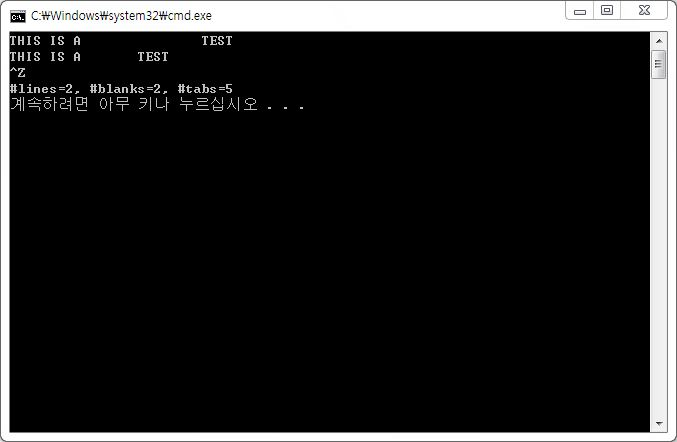 C:₩Windows₩system32₩cmd.exe
THIS IS A               TEST
THIS IS A       TEST
^Z
#lines=2, #blanks=2, #tabs=5
계속하려면 아무 키나 누르십시오 . . .